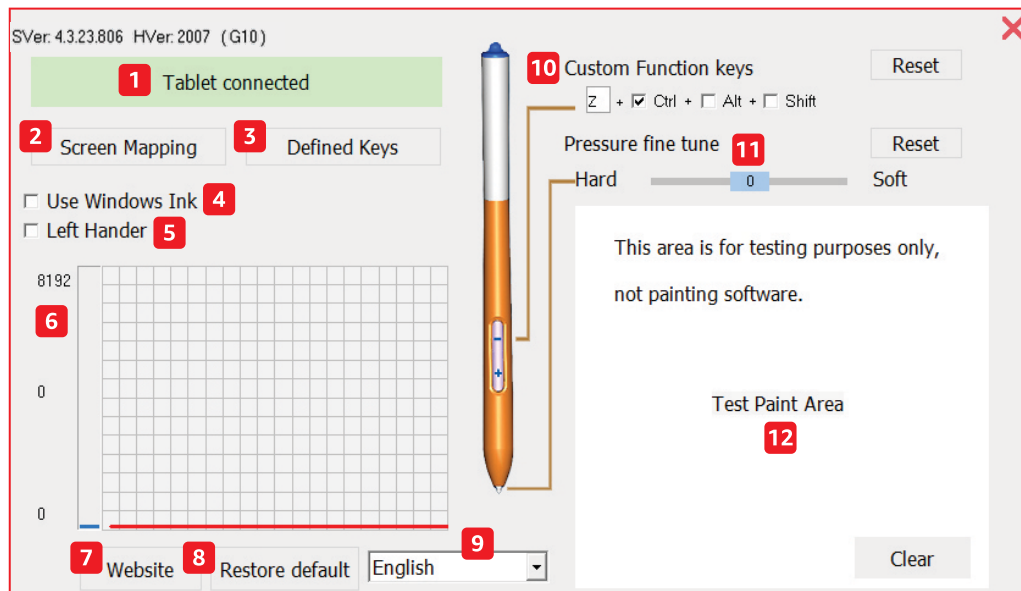 SVer: 4.3.23.806 HVer: 2007 (G10)
1 Tablet connected
2 Screen Mapping
3 Defined Keys
Use Windows Ink 4
Left Hander 5
8192
6
0
0
7 Website
8 Restore default
9
English
10 Custom Function keys
Reset
Z + Ctrl + Alt + Shift
Pressure fine tune
11
Reset
Hard
0
Soft
-
+
This area is for testing purposes only,
not painting software.
Test Paint Area
12
Clear